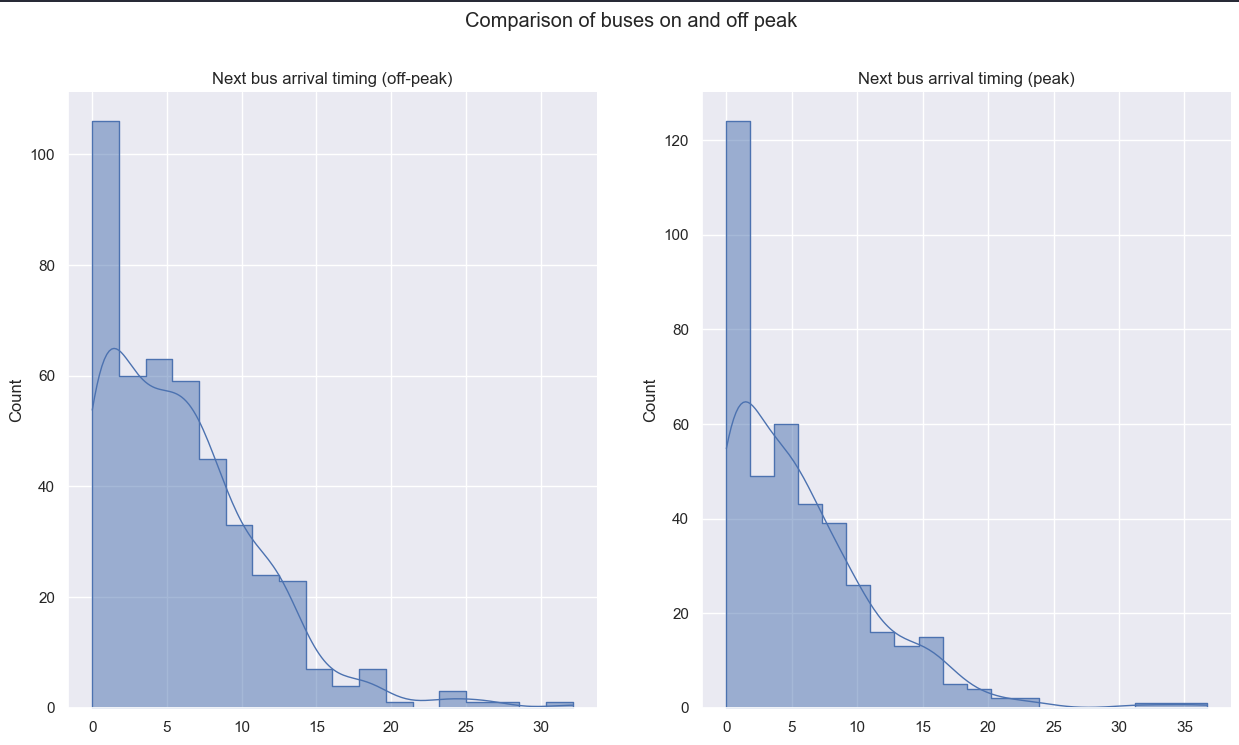 Comparison of buses on and off peak
Next bus arrival timing (off-peak)
Count
100
80
60
40
20
0
0 5 10 15 20 25 30
Next bus arrival timing (peak)
Count
120
100
80
60
40
20
0
0 5 10 15 20 25 30 35